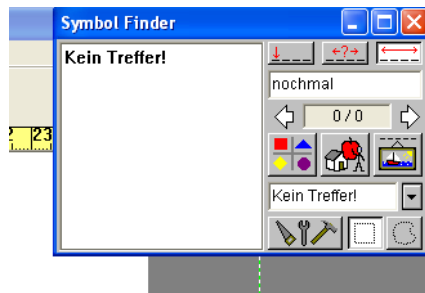 Symbol Finder
Kein Treffer!
nochmal
0/0
Kein Treffer!
23